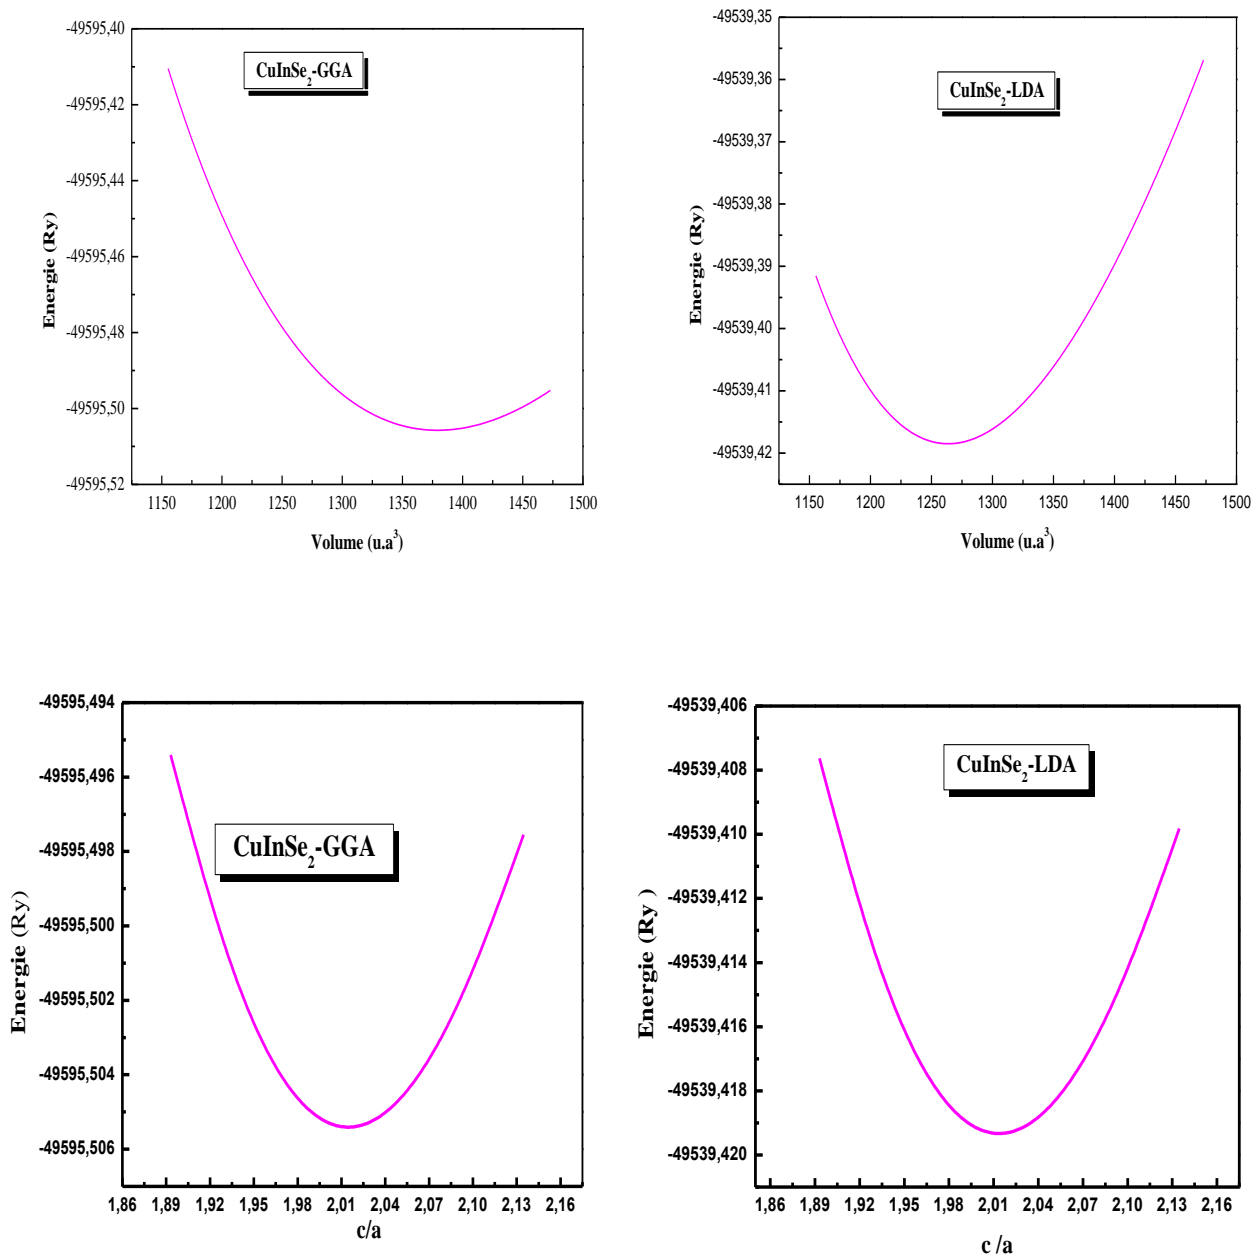 -49595,40
-49595,42
-49595,44
-49595,46
-49595,48
-49595,50
-49595,52
Energie (Ry)
CuInSe₂-GGA
1150 1200 1250 1300 1350 1400 1450 1500
Volume (u.a³)
-49539,35
-49539,36
-49539,37
-49539,38
-49539,39
-49539,40
-49539,41
-49539,42
Energie (Ry)
CuInSe₂-LDA
1150 1200 1250 1300 1350 1400 1450 1500
Volume (u.a³)
-49595,494
-49595,496
-49595,498
-49595,500
-49595,502
-49595,504
-49595,506
Energie (Ry)
CuInSe₂-GGA
1,86 1,89 1,92 1,95 1,98 2,01 2,04 2,07 2,10 2,13 2,16
c/a
-49539,406
-49539,408
-49539,410
-49539,412
-49539,414
-49539,416
-49539,418
-49539,420
Energie (Ry )
CuInSe₂-LDA
1,86 1,89 1,92 1,95 1,98 2,01 2,04 2,07 2,10 2,13 2,16
c /a